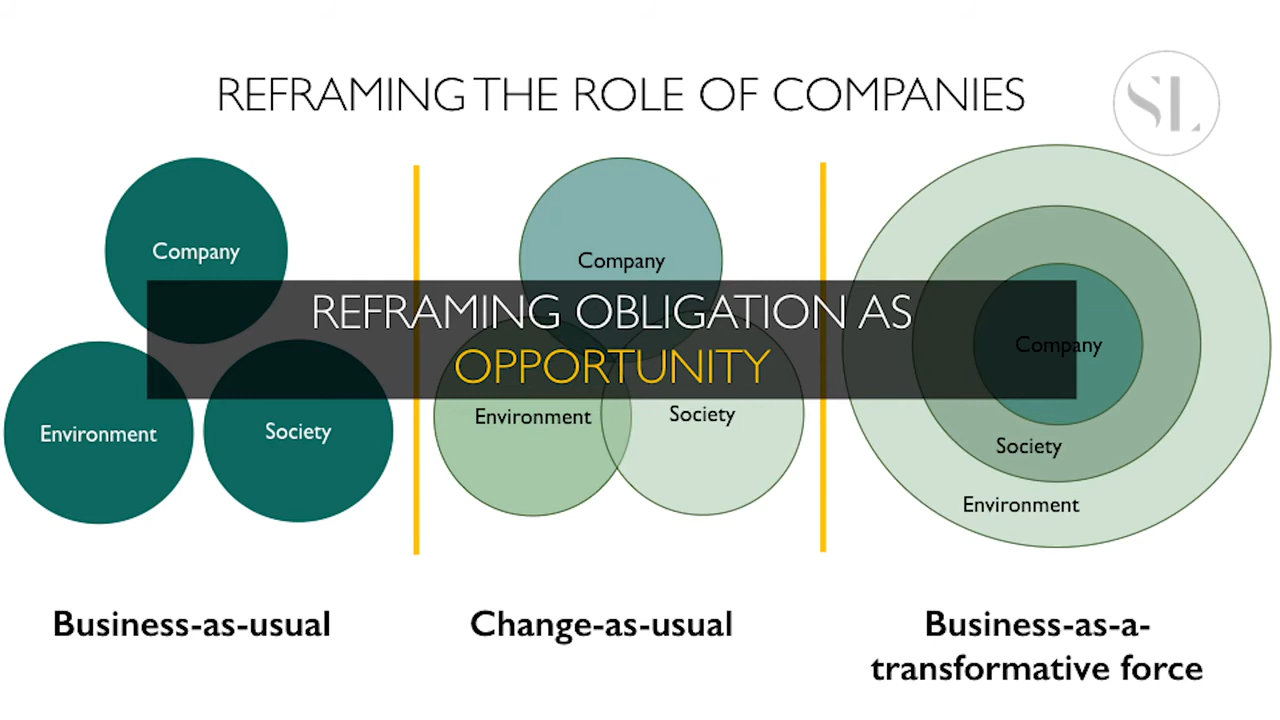 REFRAMING THE ROLE OF COMPANIES
SL
Company
Environment
Society
Company
Environment
Society
Company
Society
Environment
REFRAMING OBLIGATION AS
OPPORTUNITY
Business-as-usual
Change-as-usual
Business-as-a-
transformative force